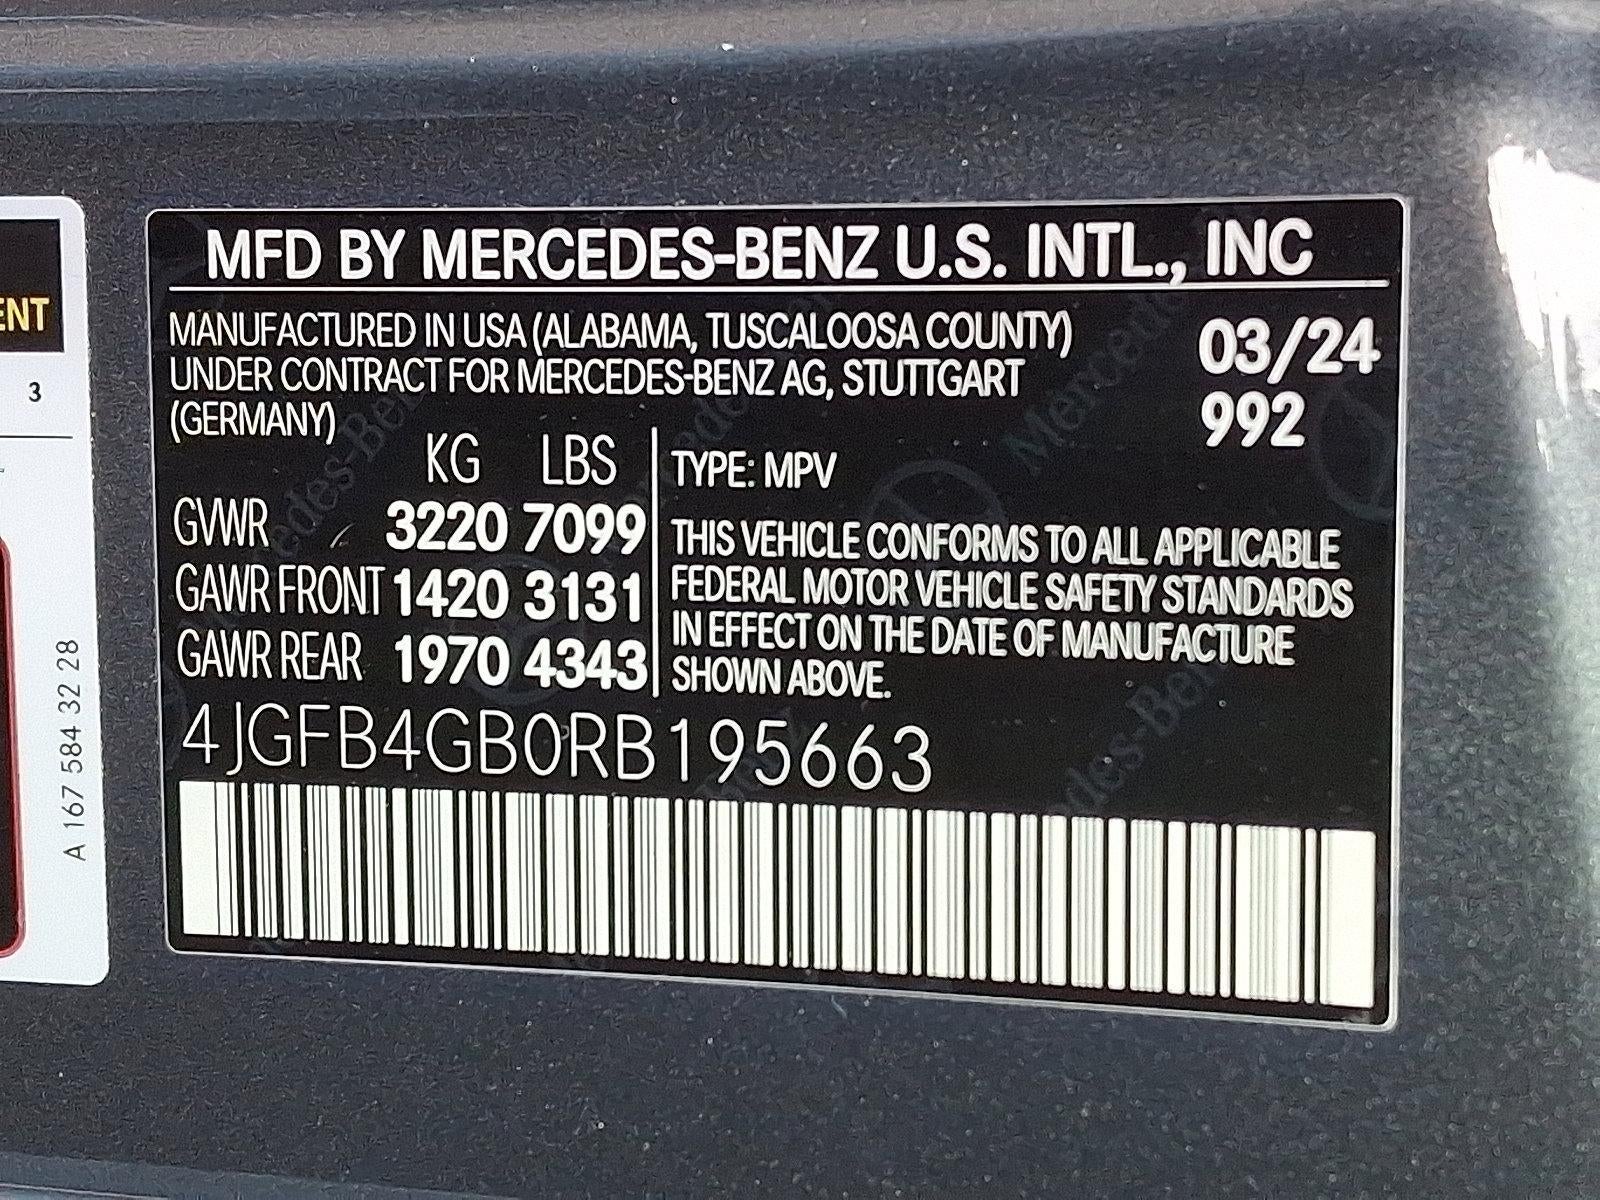 MFD BY MERCEDES-BENZ U.S. INTL., INC
MANUFACTURED IN USA (ALABAMA, TUSCALOOSA COUNTY)
UNDER CONTRACT FOR MERCEDES-BENZ AG, STUTTGART
(GERMANY)
03/24
992
KG LBS
GVWR 3220 7099
GAWR FRONT 1420 3131
GAWR REAR 1970 4343
TYPE: MPV
THIS VEHICLE CONFORMS TO ALL APPLICABLE
FEDERAL MOTOR VEHICLE SAFETY STANDARDS
IN EFFECT ON THE DATE OF MANUFACTURE
SHOWN ABOVE.
4JGFB4GB0RB195663
ENT
3
A 167 584 32 28